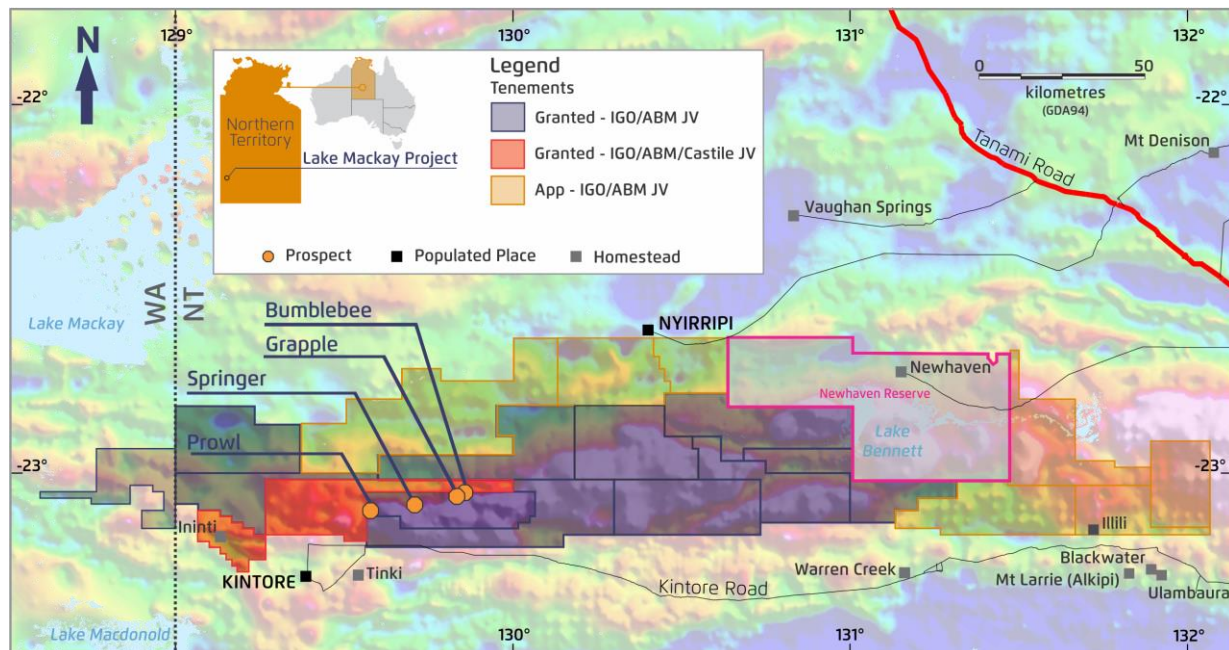 129°
130°
131°
132°
N
-22°
-22°
Northern
Territory
Lake Mackay Project
Legend
Tenements
Granted - IGO/ABM JV
Granted - IGO/ABM/Castile JV
App - IGO/ABM JV
Prospect
Populated Place
Homestead
0
50
kilometres
(GDA94)
Tanami Road
Mt Denison
Vaughan Springs
WA
NT
Lake Mackay
Bumblebee
Grapple
Springer
Prowl
NYIRRIPI
Newhaven
Newhaven Reserve
Lake
Bennett
-23°
-23°
Ininti
KINTORE
Tinki
Kintore Road
Warren Creek
Illili
Blackwater
Mt Larrie (Alkipi)
Ulambaura
Lake Macdonold
129°
130°
131°
132°